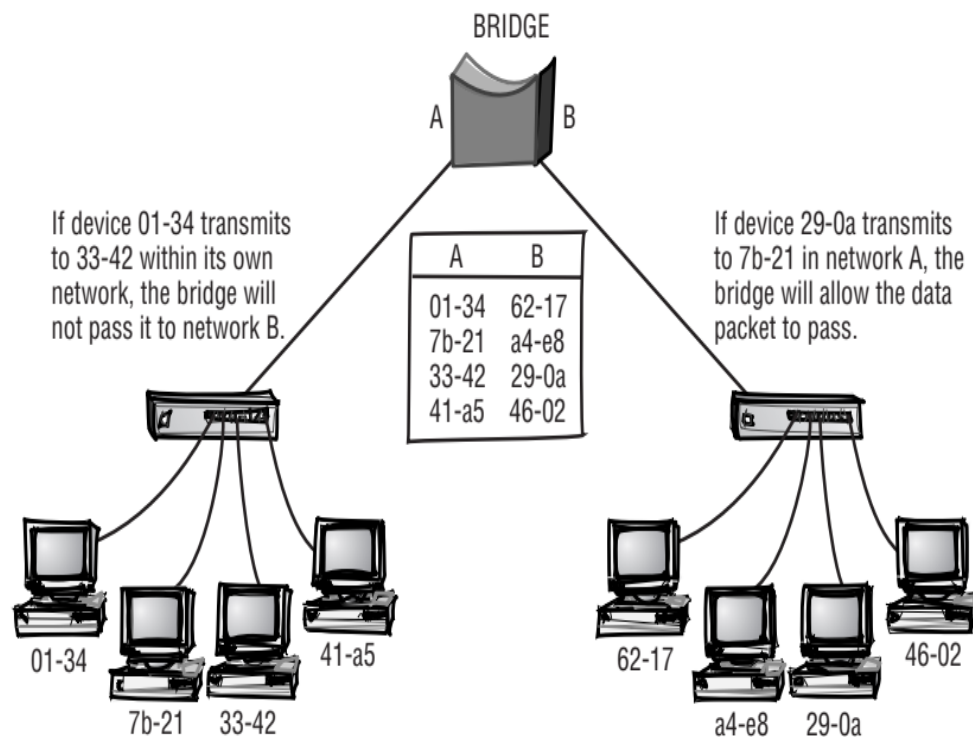 BRIDGE
A B
If device 01-34 transmits
to 33-42 within its own
network, the bridge will
not pass it to network B.
A B
01-34 62-17
7b-21 a4-e8
33-42 29-0a
41-a5 46-02
If device 29-0a transmits
to 7b-21 in network A, the
bridge will allow the data
packet to pass.
01-34
7b-21
33-42
41-a5
62-17
a4-e8
29-0a
46-02